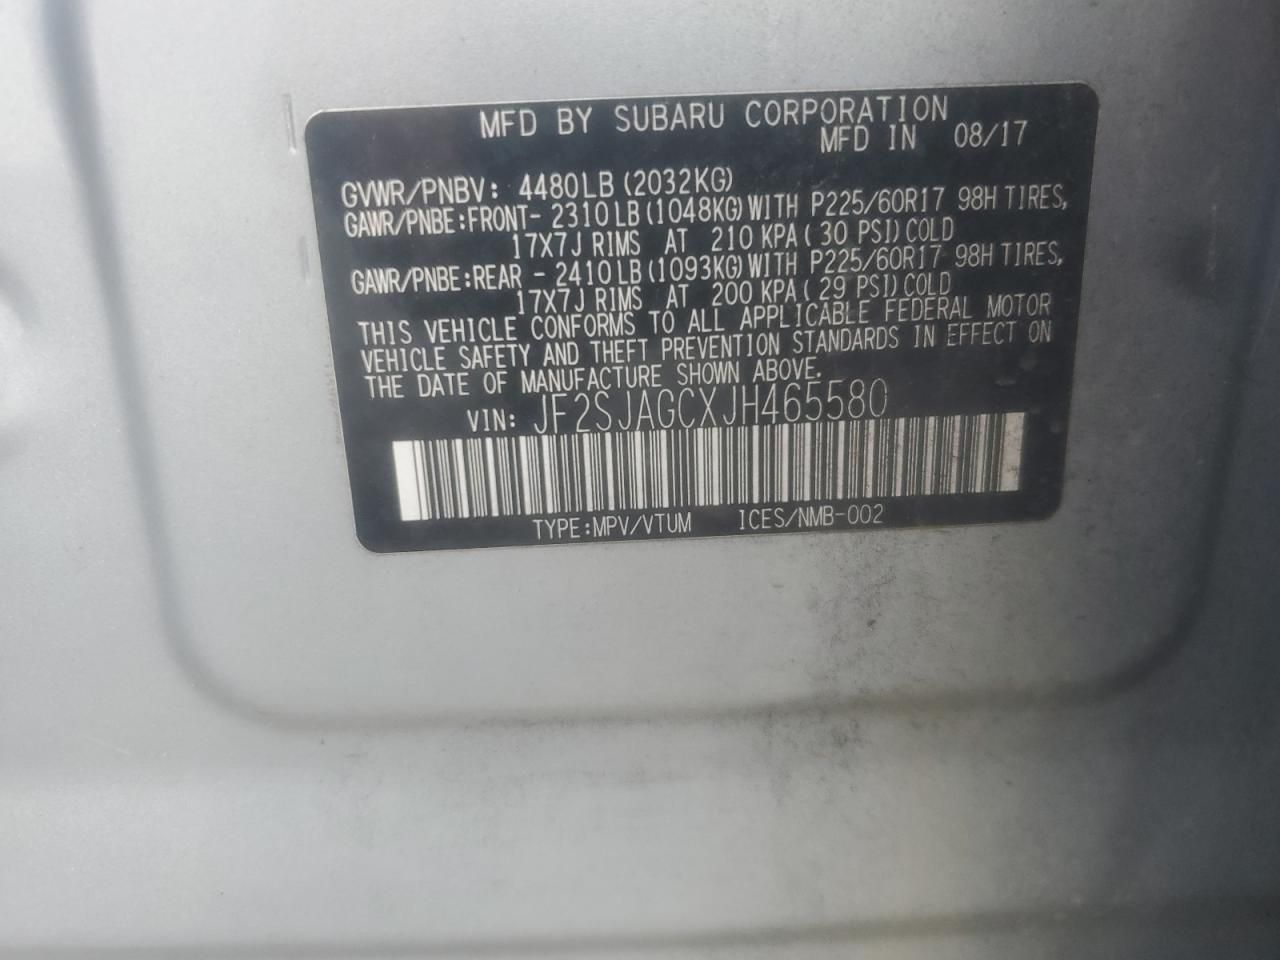 MFD BY SUBARU CORPORATION
MFD IN 08/17
GVWR/PNBV: 4480LB (2032KG)
GAWR/PNBE:FRONT- 2310LB (1048KG) WITH P225/60R17 98H TIRES,
17X7J RIMS AT 210 KPA ( 30 PSI) COLD
GAWR/PNBE:REAR - 2410LB (1093KG) WITH P225/60R17 98H TIRES,
17X7J RIMS AT 200 KPA ( 29 PSI) COLD
THIS VEHICLE CONFORMS TO ALL APPLICABLE FEDERAL MOTOR
VEHICLE SAFETY AND THEFT PREVENTION STANDARDS IN EFFECT ON
THE DATE OF MANUFACTURE SHOWN ABOVE.
VIN: JF2SJAGCXJH465580
TYPE:MPV/VTUM ICES/NMB-002